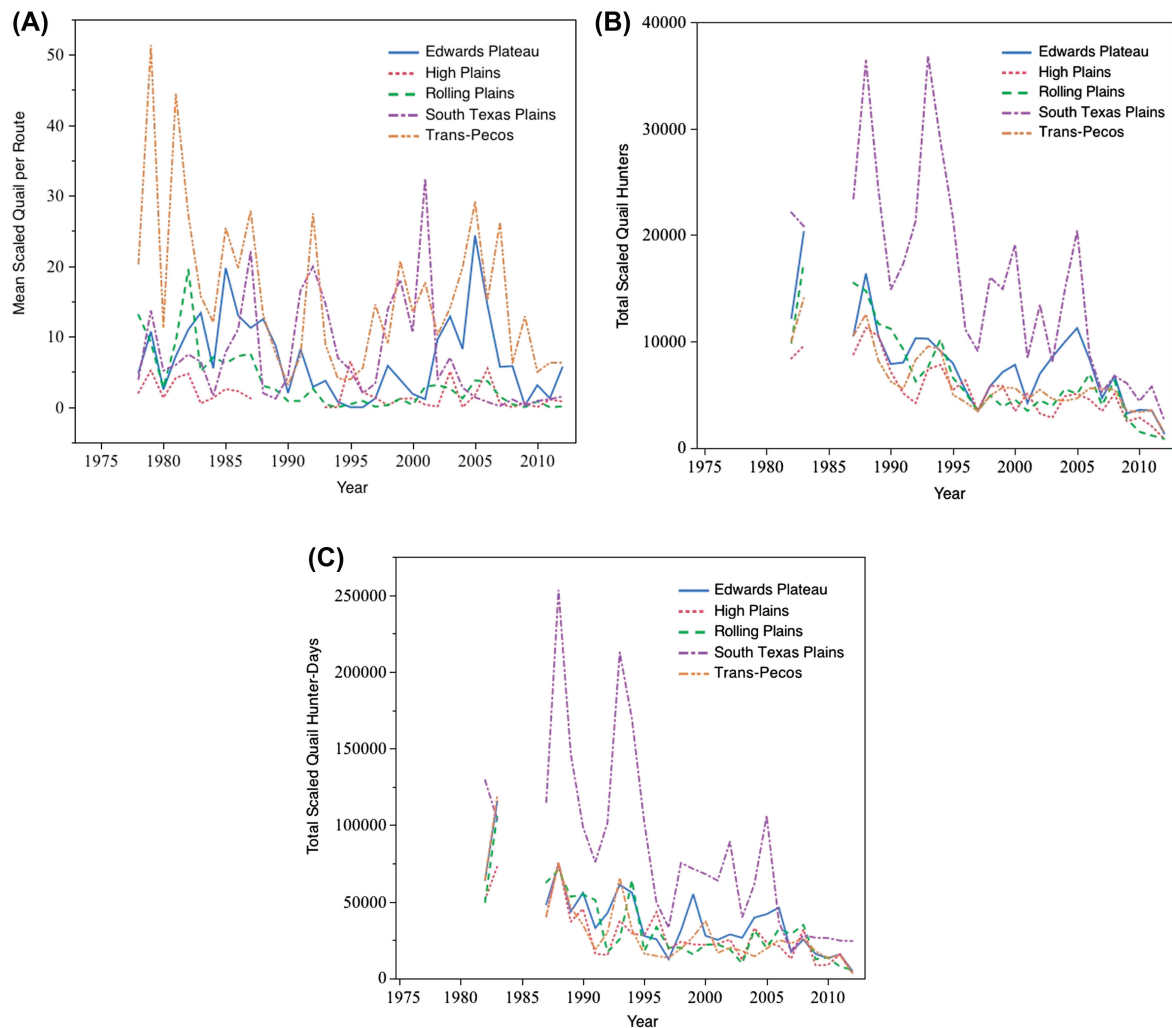 (A)
Mean Scaled Quail per Route
50
40
30
20
10
0
1975 1980 1985 1990 1995 2000 2005 2010
Year
Edwards Plateau
High Plains
Rolling Plains
South Texas Plains
Trans-Pecos
(B)
Total Scaled Quail Hunters
40000
30000
20000
10000
0
1975 1980 1985 1990 1995 2000 2005 2010
Year
Edwards Plateau
High Plains
Rolling Plains
South Texas Plains
Trans-Pecos
(C)
Total Scaled Quail Hunter-Days
250000
200000
150000
100000
50000
0
1975 1980 1985 1990 1995 2000 2005 2010
Year
Edwards Plateau
High Plains
Rolling Plains
South Texas Plains
Trans-Pecos